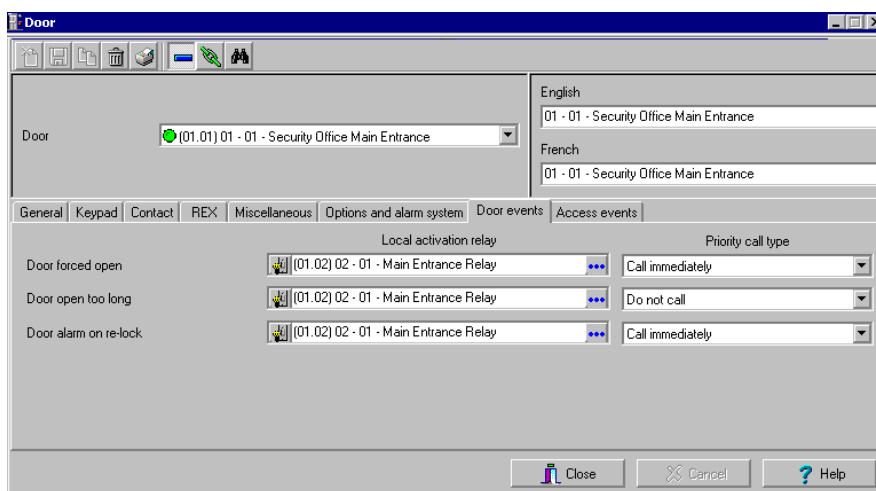 Door
English
01 - 01 - Security Office Main Entrance
Door
(01.01) 01 - 01 - Security Office Main Entrance
French
01 - 01 - Security Office Main Entrance
General Keypad Contact REX Miscellaneous Options and alarm system Door events Access events
Local activation relay Priority call type
Door forced open (01.02) 02 - 01 - Main Entrance Relay Call immediately
Door open too long (01.02) 02 - 01 - Main Entrance Relay Do not call
Door alarm on re-lock (01.02) 02 - 01 - Main Entrance Relay Call immediately
Close Cancel Help